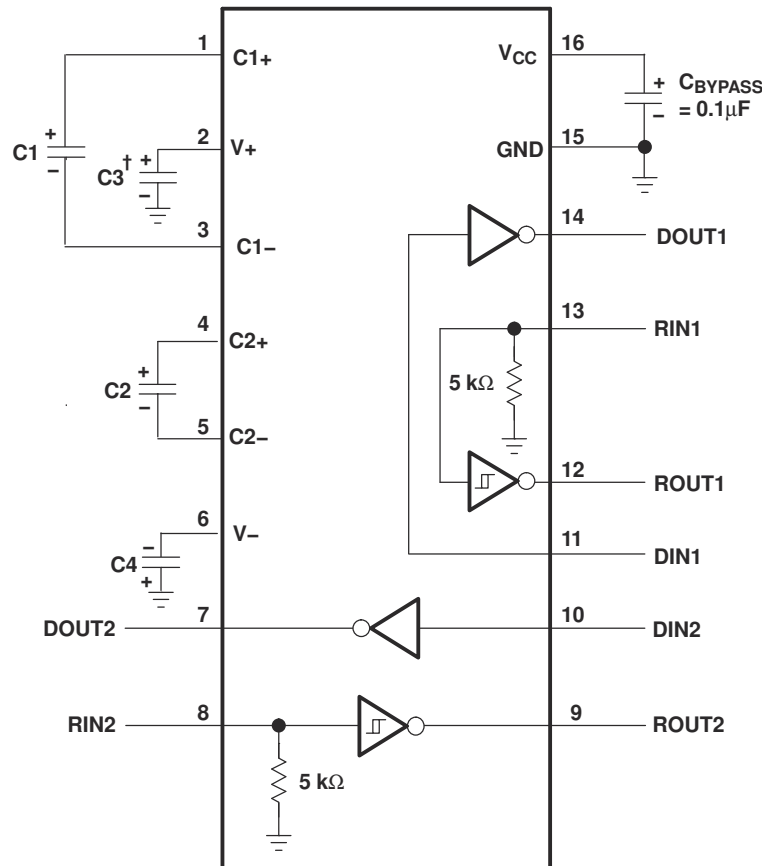 1
C1+
VCC
16
+
CBYPASS
−
= 0.1μF
+
C1
−
2
V+
C3†
+
−
15
GND
3
C1−
14
DOUT1
13
RIN1
4
C2+
+
C2
−
5 kΩ
5
C2−
12
ROUT1
6
V−
−
C4
+
11
DIN1
DOUT2
7
10
DIN2
RIN2
8
9
ROUT2
5 kΩ